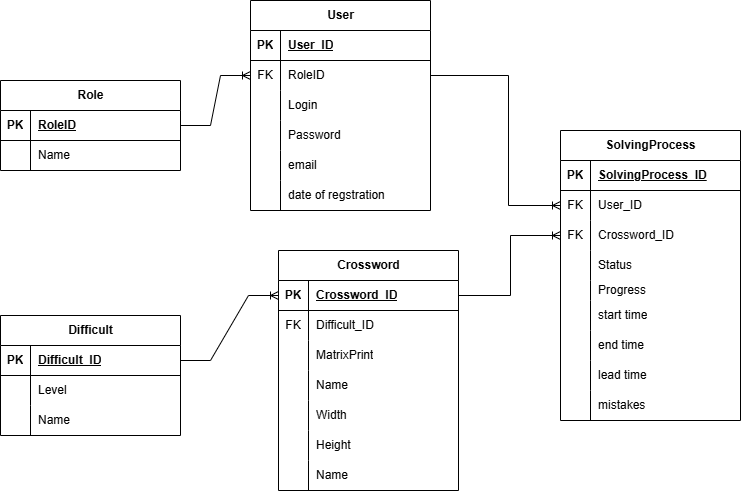 User
PK User_ID
FK RoleID
Login
Password
email
date of regstration
Role
PK RoleID
Name
SolvingProcess
PK SolvingProcess_ID
FK User_ID
FK Crossword_ID
Status
Progress
start time
end time
lead time
mistakes
Crossword
PK Crossword_ID
FK Difficult_ID
MatrixPrint
Name
Width
Height
Name
Difficult
PK Difficult_ID
Level
Name